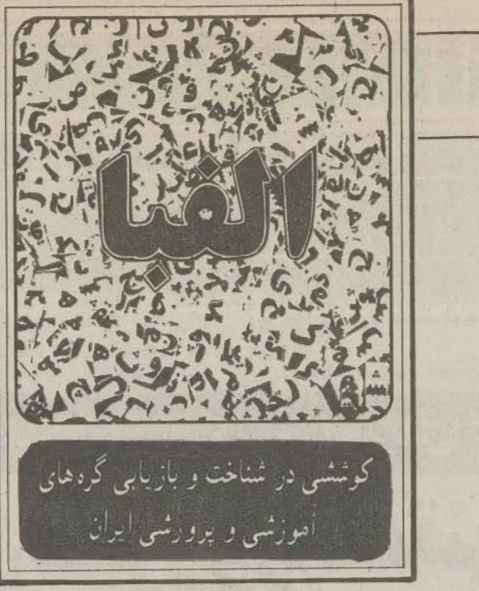 الفبا
کوششی در شناخت و بازیابی گره‌های
آموزشی و پرورشی ایران